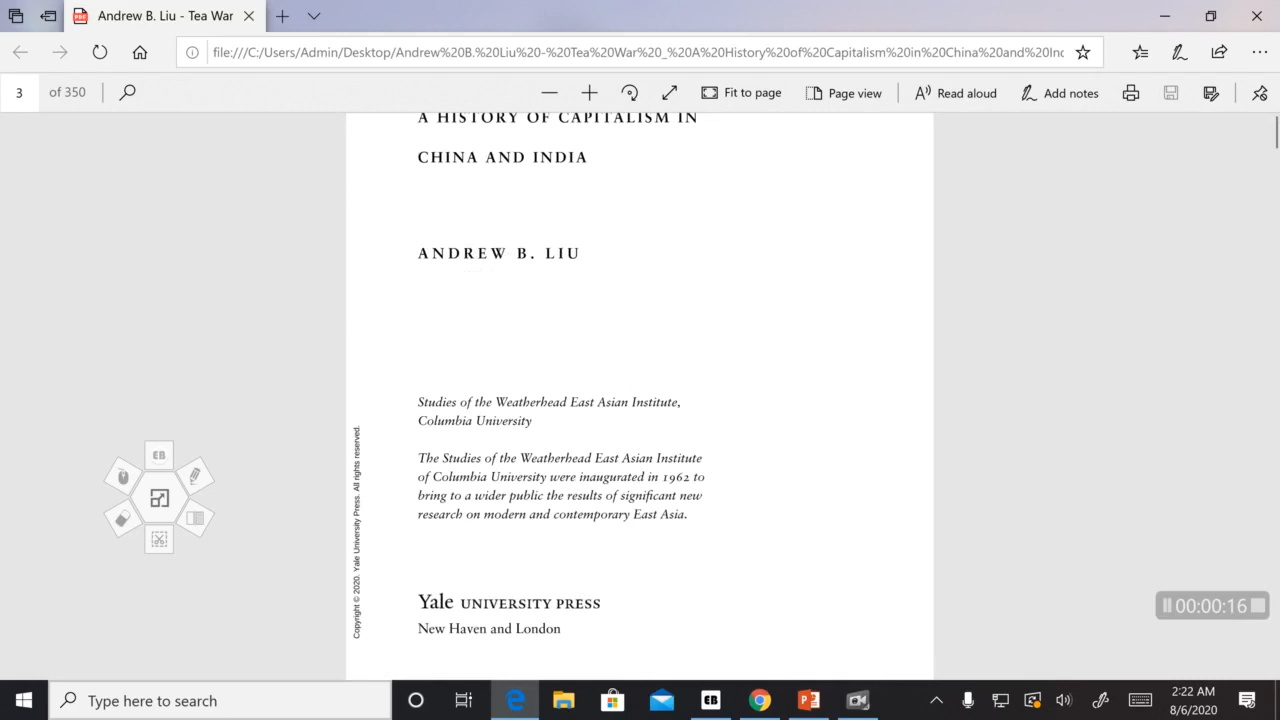 Andrew B. Liu - Tea War
file:///C:/Users/Admin/Desktop/Andrew%20B.%20Liu%20-%20Tea%20War%20_%20A%20History%20of%20Capitalism%20in%20China%20and%20Ind
3 of 350
Fit to page
Page view
Read aloud
Add notes
A HISTORY OF CAPITALISM IN
CHINA AND INDIA
ANDREW B. LIU
Studies of the Weatherhead East Asian Institute,
Columbia University
The Studies of the Weatherhead East Asian Institute
of Columbia University were inaugurated in 1962 to
bring to a wider public the results of significant new
research on modern and contemporary East Asia.
Yale UNIVERSITY PRESS
New Haven and London
Copyright © 2020. Yale University Press. All rights reserved.
EB
00:00:16
Type here to search
EB
2:22 AM
8/6/2020